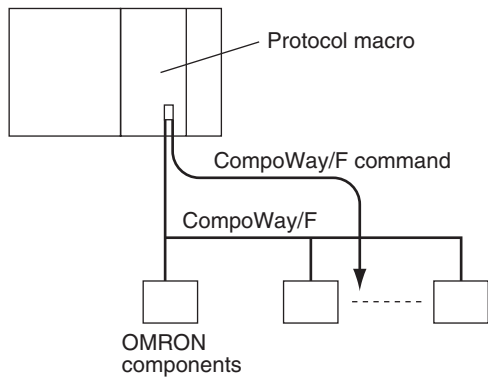 Protocol macro
CompoWay/F command
CompoWay/F
OMRON
components